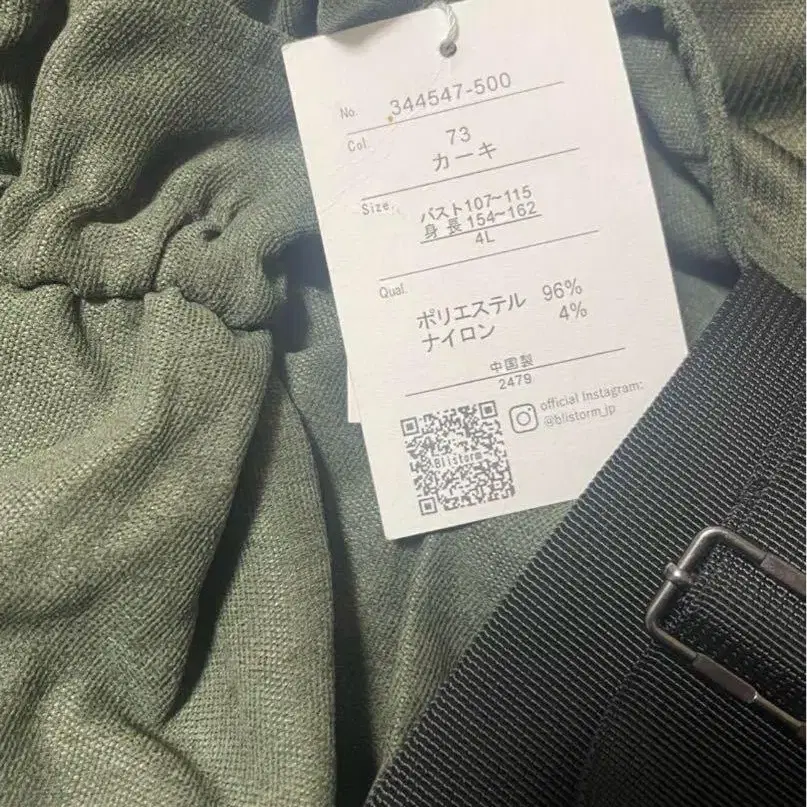 No. 344547-500
Col. 73
カーキ
Size. バスト107~115
身長154~162
4L
Qual.
ポリエステル 96%
ナイロン 4%
中国製
2479
Blistorm
official Instagram:
@blistorm_jp